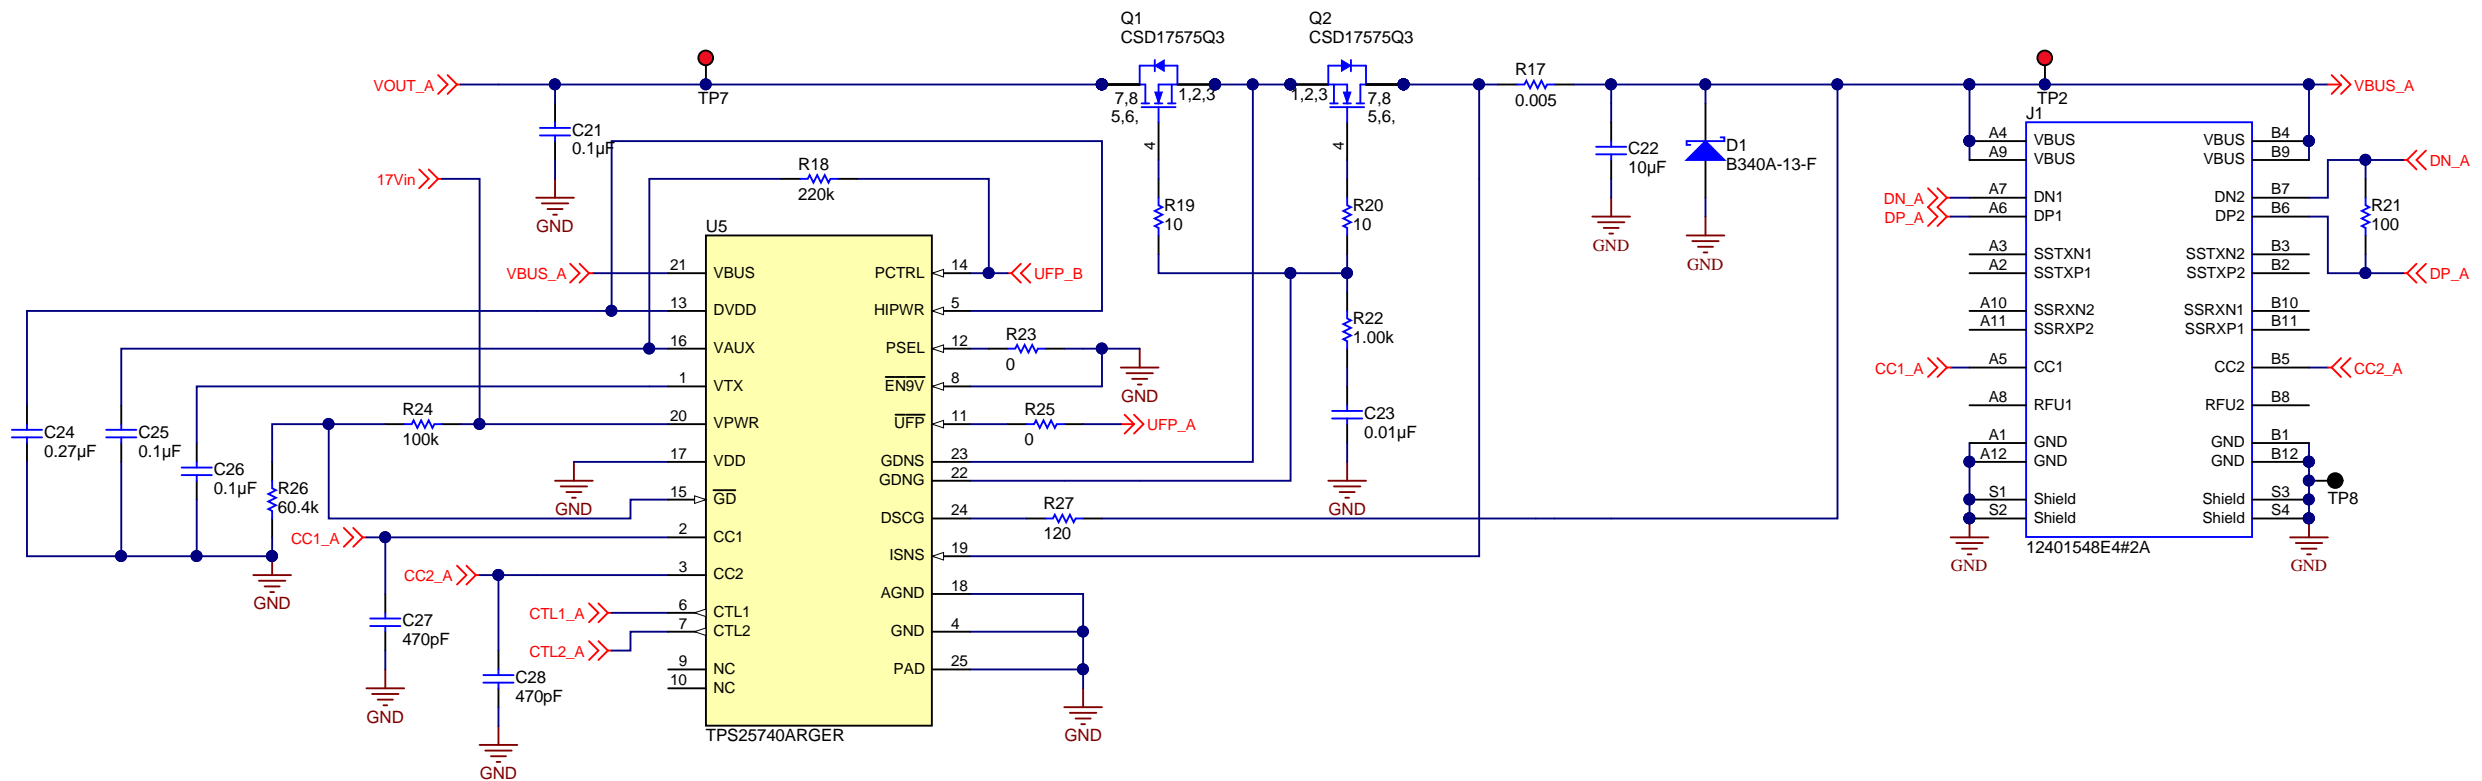 Q1
CSD17575Q3
Q2
CSD17575Q3
VOUT_A
TP7
7,8
5,6,
1,2,3
4
1,2,3
7,8
5,6,
4
R17
0.005
TP2
VBUS_A
C21
0.1µF
GND
17Vin
R18
220k
R19
10
R20
10
C22
10µF
GND
D1
B340A-13-F
GND
R22
1.00k
C23
0.01µF
GND
U5
VBUS_A
21
VBUS
13
DVDD
16
VAUX
1
VTX
20
VPWR
17
VDD
15
GD
2
CC1
3
CC2
6
CTL1
7
CTL2
9
NC
10
NC
PCTRL
14
UFP_B
HIPWR
5
PSEL
12
R23
0
EN9V
8
GND
UFP
11
R25
0
UFP_A
GDNS
23
GDNG
22
DSCG
24
R27
120
ISNS
19
AGND
18
GND
4
PAD
25
GND
TPS25740ARGER
R24
100k
C24
0.27µF
C25
0.1µF
C26
0.1µF
R26
60.4k
GND
GND
CC1_A
CC2_A
CTL1_A
CTL2_A
C27
470pF
GND
C28
470pF
GND
J1
A4
VBUS
A9
VBUS
DN_A
A7
DN1
DP_A
A6
DP1
A3
SSTXN1
A2
SSTXP1
A10
SSRXN2
A11
SSRXP2
CC1_A
A5
CC1
A8
RFU1
A1
GND
A12
GND
S1
Shield
S2
Shield
GND
VBUS
B4
VBUS
B9
DN2
B7
DP2
B6
SSTXN2
B3
SSTXP2
B2
SSRXN1
B10
SSRXP1
B11
CC2
B5
CC2_A
RFU2
B8
GND
B1
GND
B12
Shield
S3
Shield
S4
TP8
GND
DN_A
R21
100
DP_A
12401548E4#2A